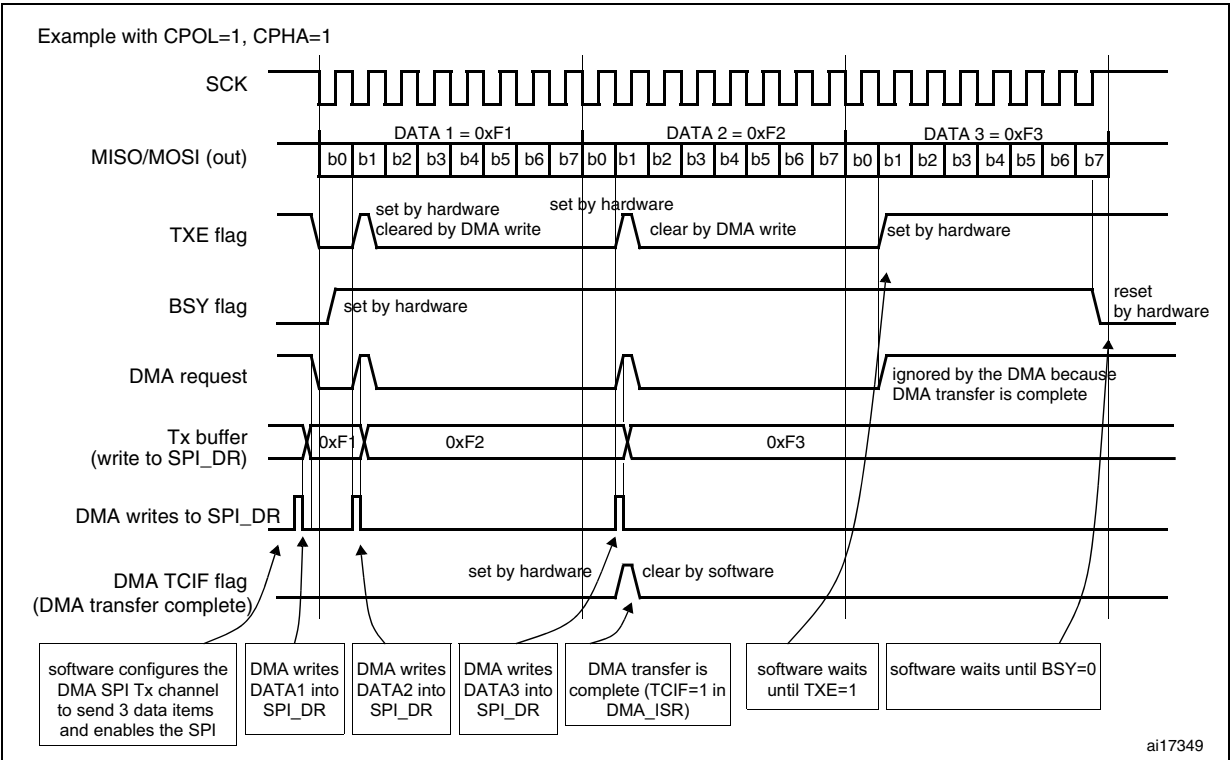 Example with CPOL=1, CPHA=1
SCK
DATA 1 = 0xF1 DATA 2 = 0xF2 DATA 3 = 0xF3
MISO/MOSI (out) b0 b1 b2 b3 b4 b5 b6 b7 b0 b1 b2 b3 b4 b5 b6 b7 b0 b1 b2 b3 b4 b5 b6 b7
set by hardware set by hardware
TXE flag cleared by DMA write clear by DMA write set by hardware
BSY flag set by hardware reset
by hardware
DMA request ignored by the DMA because
DMA transfer is complete
Tx buffer 0xF1 0xF2 0xF3
(write to SPI_DR)
DMA writes to SPI_DR
set by hardware clear by software
DMA TCIF flag
(DMA transfer complete)
software configures the
DMA SPI Tx channel
to send 3 data items
and enables the SPI
DMA writes
DATA1 into
SPI_DR
DMA writes
DATA2 into
SPI_DR
DMA writes
DATA3 into
SPI_DR
DMA transfer is
complete (TCIF=1 in
DMA_ISR)
software waits
until TXE=1
software waits until BSY=0
ai17349